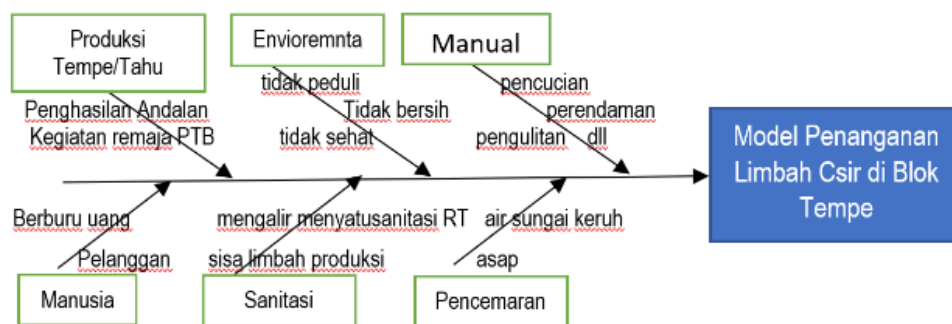 Produksi
Tempe/Tahu
Envioremnta
Manual
tidak peduli
pencucian
Penghasilan Andalan
Tidak bersih
perendaman
Kegiatan remaja PTB
tidak sehat
pengulitan dll
Model Penanganan
Limbah Csir di Blok
Tempe
Berburu uang
mengalir menyatusanitasi RT
air sungai keruh
Pelanggan
sisa limbah produksi
asap
Manusia
Sanitasi
Pencemaran